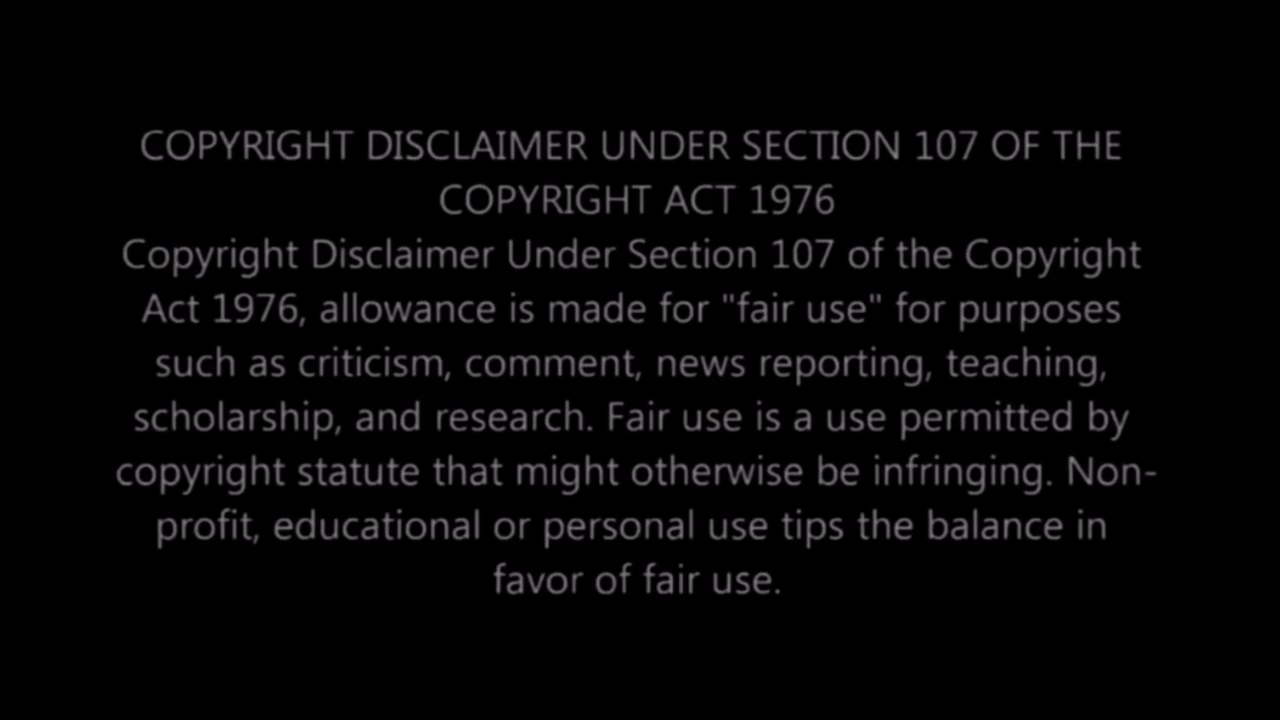 COPYRIGHT DISCLAIMER UNDER SECTION 107 OF THE
COPYRIGHT ACT 1976
Copyright Disclaimer Under Section 107 of the Copyright
Act 1976, allowance is made for "fair use" for purposes
such as criticism, comment, news reporting, teaching,
scholarship, and research. Fair use is a use permitted by
copyright statute that might otherwise be infringing. Non-
profit, educational or personal use tips the balance in
favor of fair use.